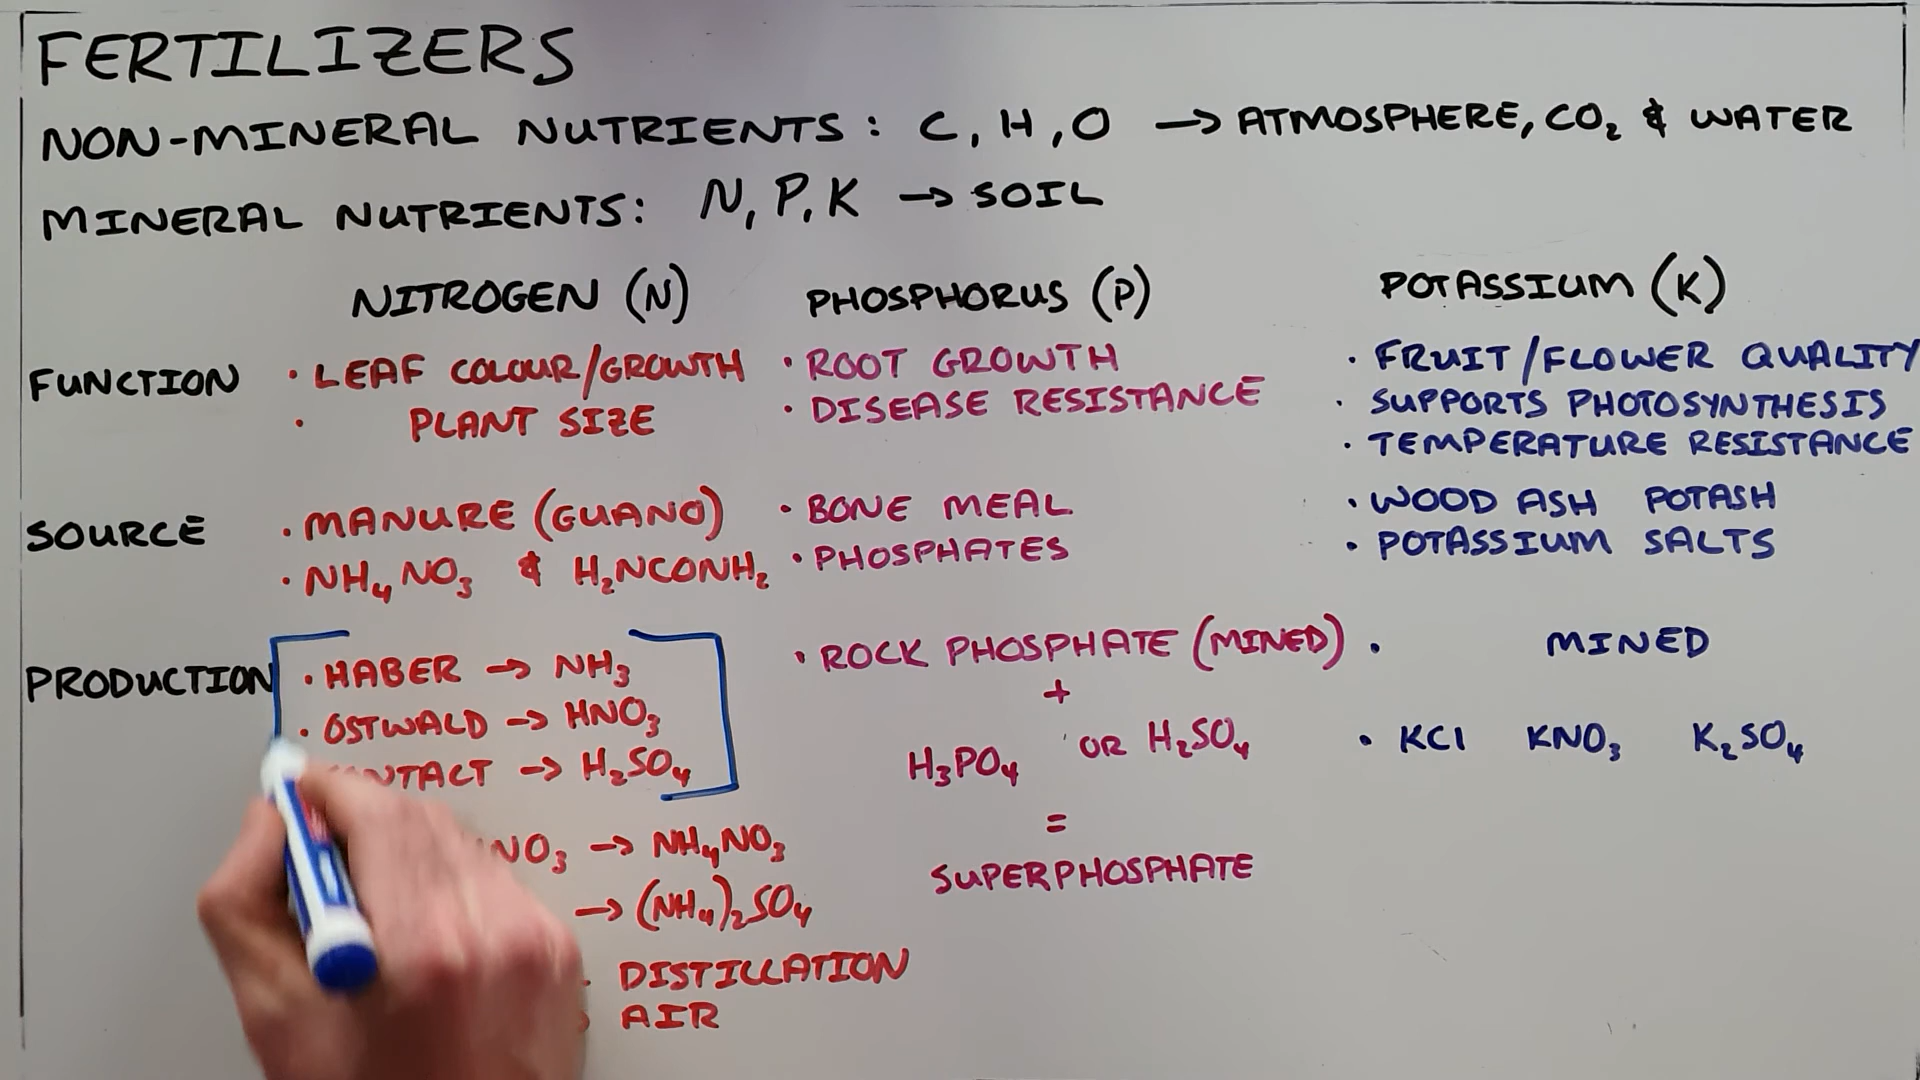 FERTILIZERS
NON-MINERAL NUTRIENTS: C, H, O → ATMOSPHERE, CO₂ & WATER
MINERAL NUTRIENTS: N, P, K → SOIL
NITROGEN (N) PHOSPHORUS (P) POTASSIUM (K)
FUNCTION
· LEAF COLOUR/GROWTH
· PLANT SIZE
· ROOT GROWTH
· DISEASE RESISTANCE
· FRUIT/FLOWER QUALITY
· SUPPORTS PHOTOSYNTHESIS
· TEMPERATURE RESISTANCE
SOURCE
· MANURE (GUANO)
· NH₄NO₃ & H₂NCONH₂
· BONE MEAL
· PHOSPHATES
· WOOD ASH POTASH
· POTASSIUM SALTS
PRODUCTION
· HABER → NH₃
· OSTWALD → HNO₃
→ H₂SO₄
NO₃ → NH₄NO₃
→ (NH₄)₂SO₄
DISTILLATION
AIR
· ROCK PHOSPHATE (MINED)
+
H₃PO₄ OR H₂SO₄
=
SUPERPHOSPHATE
· MINED
· KCl KNO₃ K₂SO₄